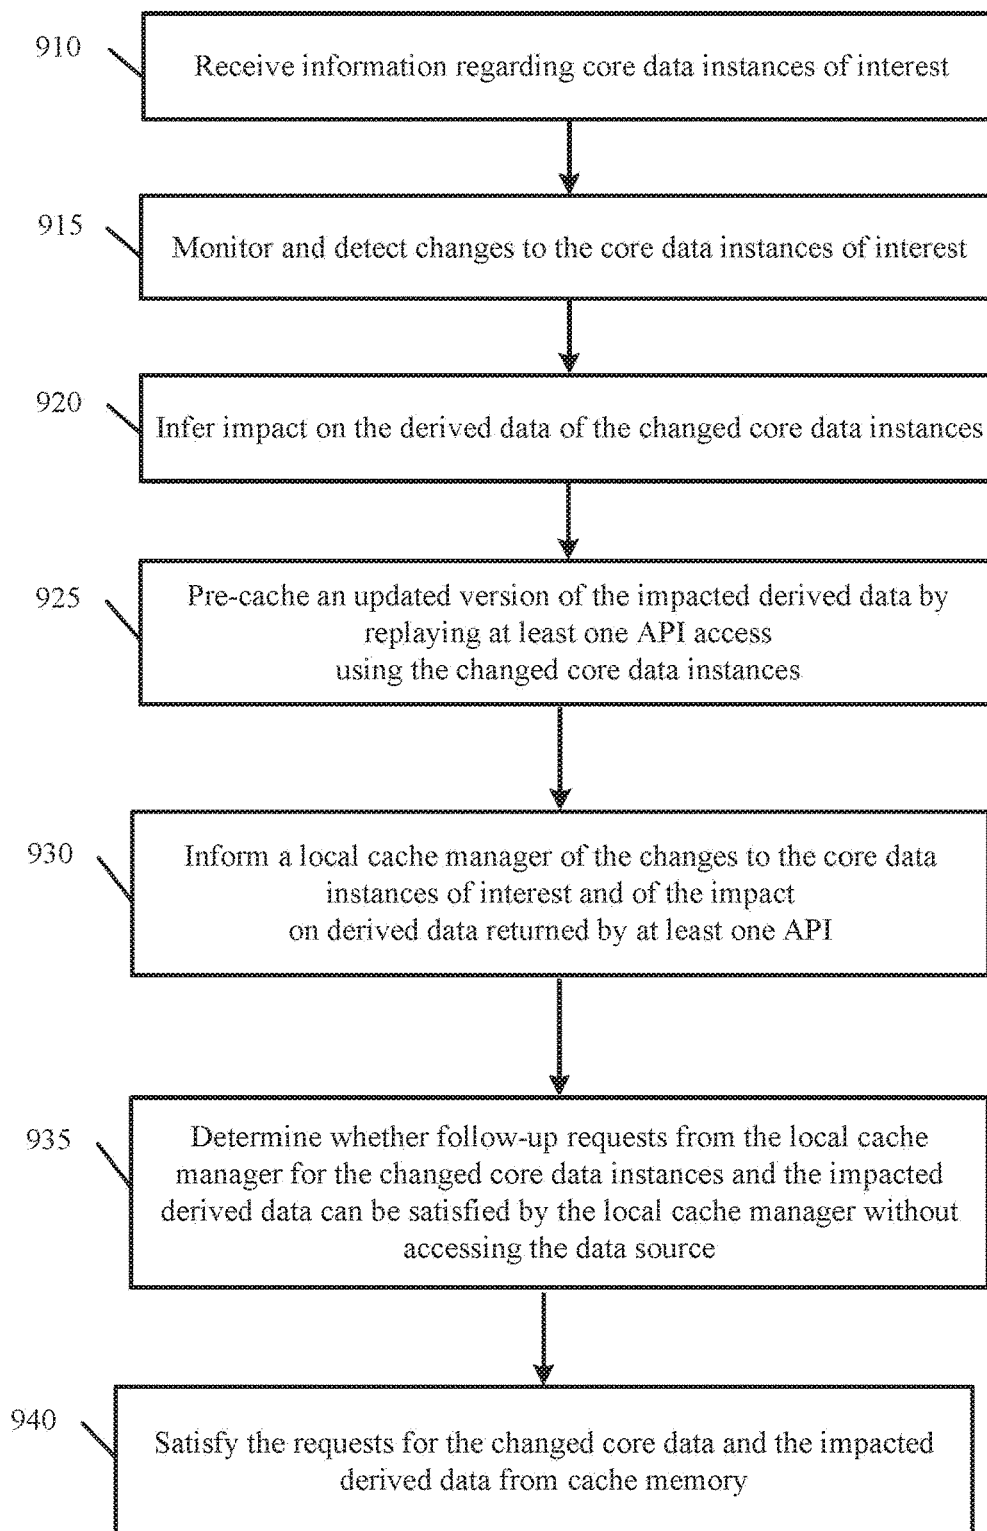 910
Receive information regarding core data instances of interest
915
Monitor and detect changes to the core data instances of interest
920
Infer impact on the derived data of the changed core data instances
925
Pre-cache an updated version of the impacted derived data by
replaying at least one API access
using the changed core data instances
930
Inform a local cache manager of the changes to the core data
instances of interest and of the impact
on derived data returned by at least one API
935
Determine whether follow-up requests from the local cache
manager for the changed core data instances and the impacted
derived data can be satisfied by the local cache manager without
accessing the data source
940
Satisfy the requests for the changed core data and the impacted
derived data from cache memory